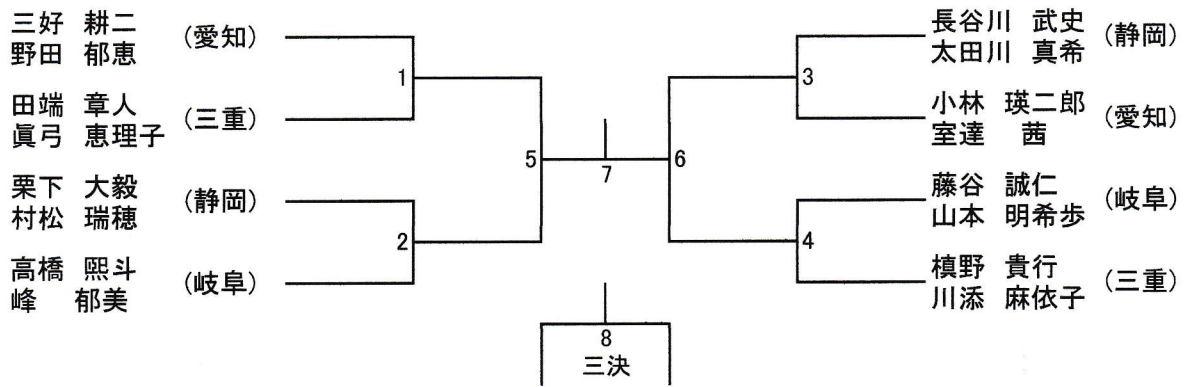 三好 耕二
野田 郁恵
(愛知)
田端 章人
眞弓 恵理子
(三重)
栗下 大毅
村松 瑞穂
(静岡)
高橋 熙斗
峰 郁美
(岐阜)
1
2
5
7
6
3
4
8
三決
長谷川 武史
太田川 真希
(静岡)
小林 瑛二郎
室達 茜
(愛知)
藤谷 誠仁
山本 明希歩
(岐阜)
槙野 貴行
川添 麻依子
(三重)